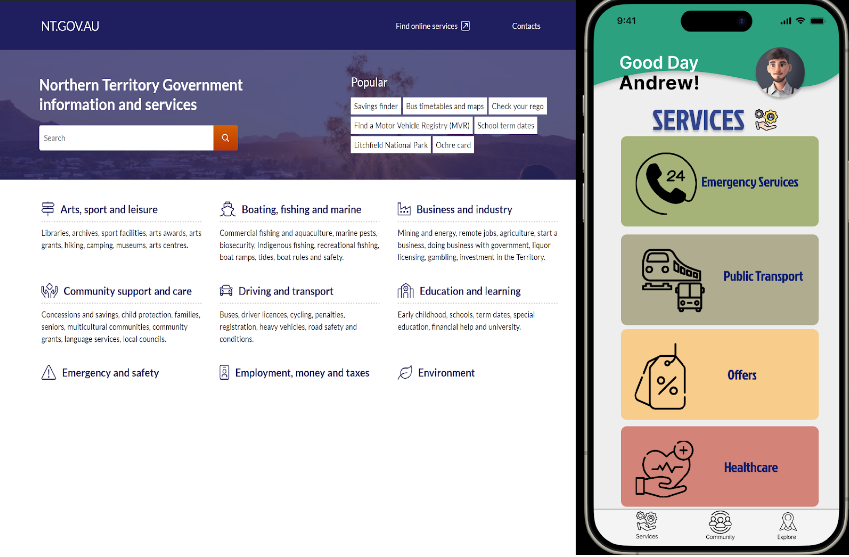 NT.GOV.AU
Find online services
Contacts
Northern Territory Government
information and services
Search
Popular
Savings finder
Bus timetables and maps
Check your rego
Find a Motor Vehicle Registry (MVR)
School term dates
Litchfield National Park
Ochre card
Arts, sport and leisure
Libraries, archives, sport facilities, arts awards, arts
grants, hiking, camping, museums, arts centres.
Boating, fishing and marine
Commercial fishing and aquaculture, marine pests,
biosecurity. Indigenous fishing, recreational fishing,
boat ramps, tides, boat rules and safety.
Business and industry
Mining and energy, remote jobs, agriculture, start a
business, doing business with government, liquor
licensing, gambling, investment in the Territory.
Community support and care
Concessions and savings, child protection, families,
seniors, multicultural communities, community
grants, language services, local councils.
Driving and transport
Buses, driver licences, cycling, penalties,
registration, heavy vehicles, road safety and
conditions.
Education and learning
Early childhood, schools, term dates, special
education, financial help and university.
Emergency and safety
Employment, money and taxes
Environment
9:41
Good Day
Andrew!
SERVICES
24
Emergency Services
Public Transport
%
Offers
Healthcare
Services
Community
Explore